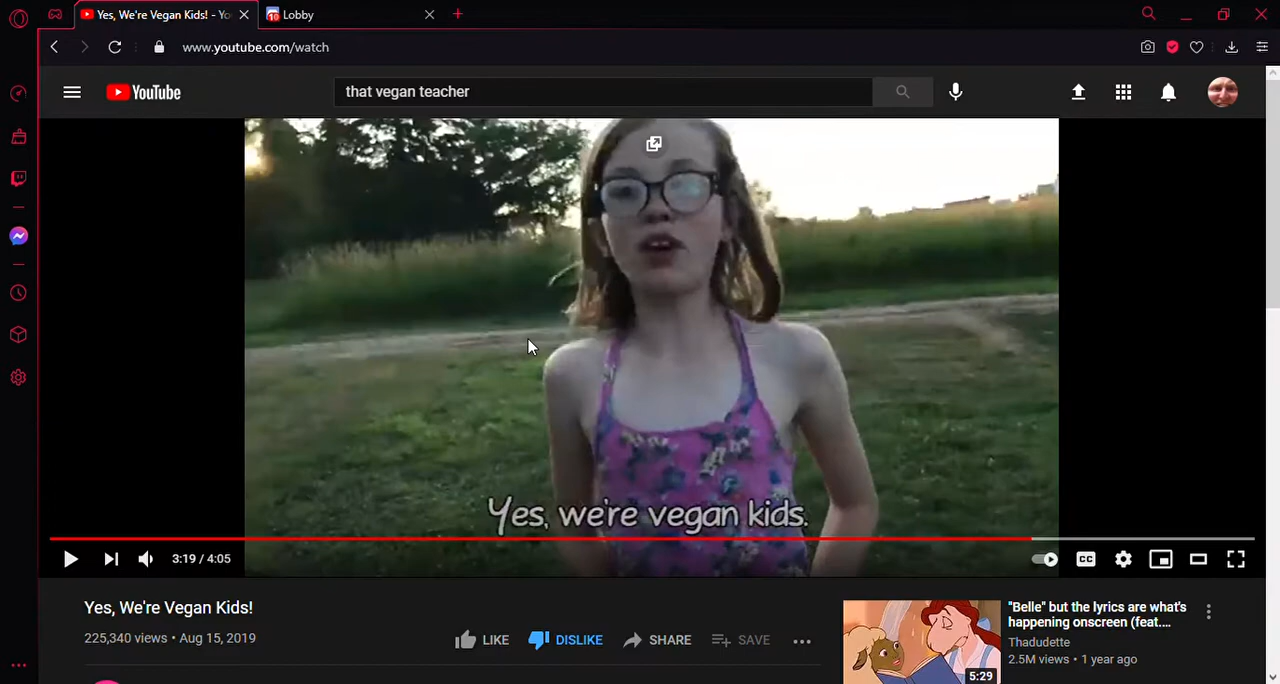 Yes, We're Vegan Kids! - Yo
10 Lobby
www.youtube.com/watch
YouTube
that vegan teacher
Yes, we're vegan kids.
3:19 / 4:05
CC
Yes, We're Vegan Kids!
225,340 views • Aug 15, 2019
LIKE DISLIKE SHARE SAVE
"Belle" but the lyrics are what's
happening onscreen (feat....
Thadudette
2.5M views • 1 year ago
5:29